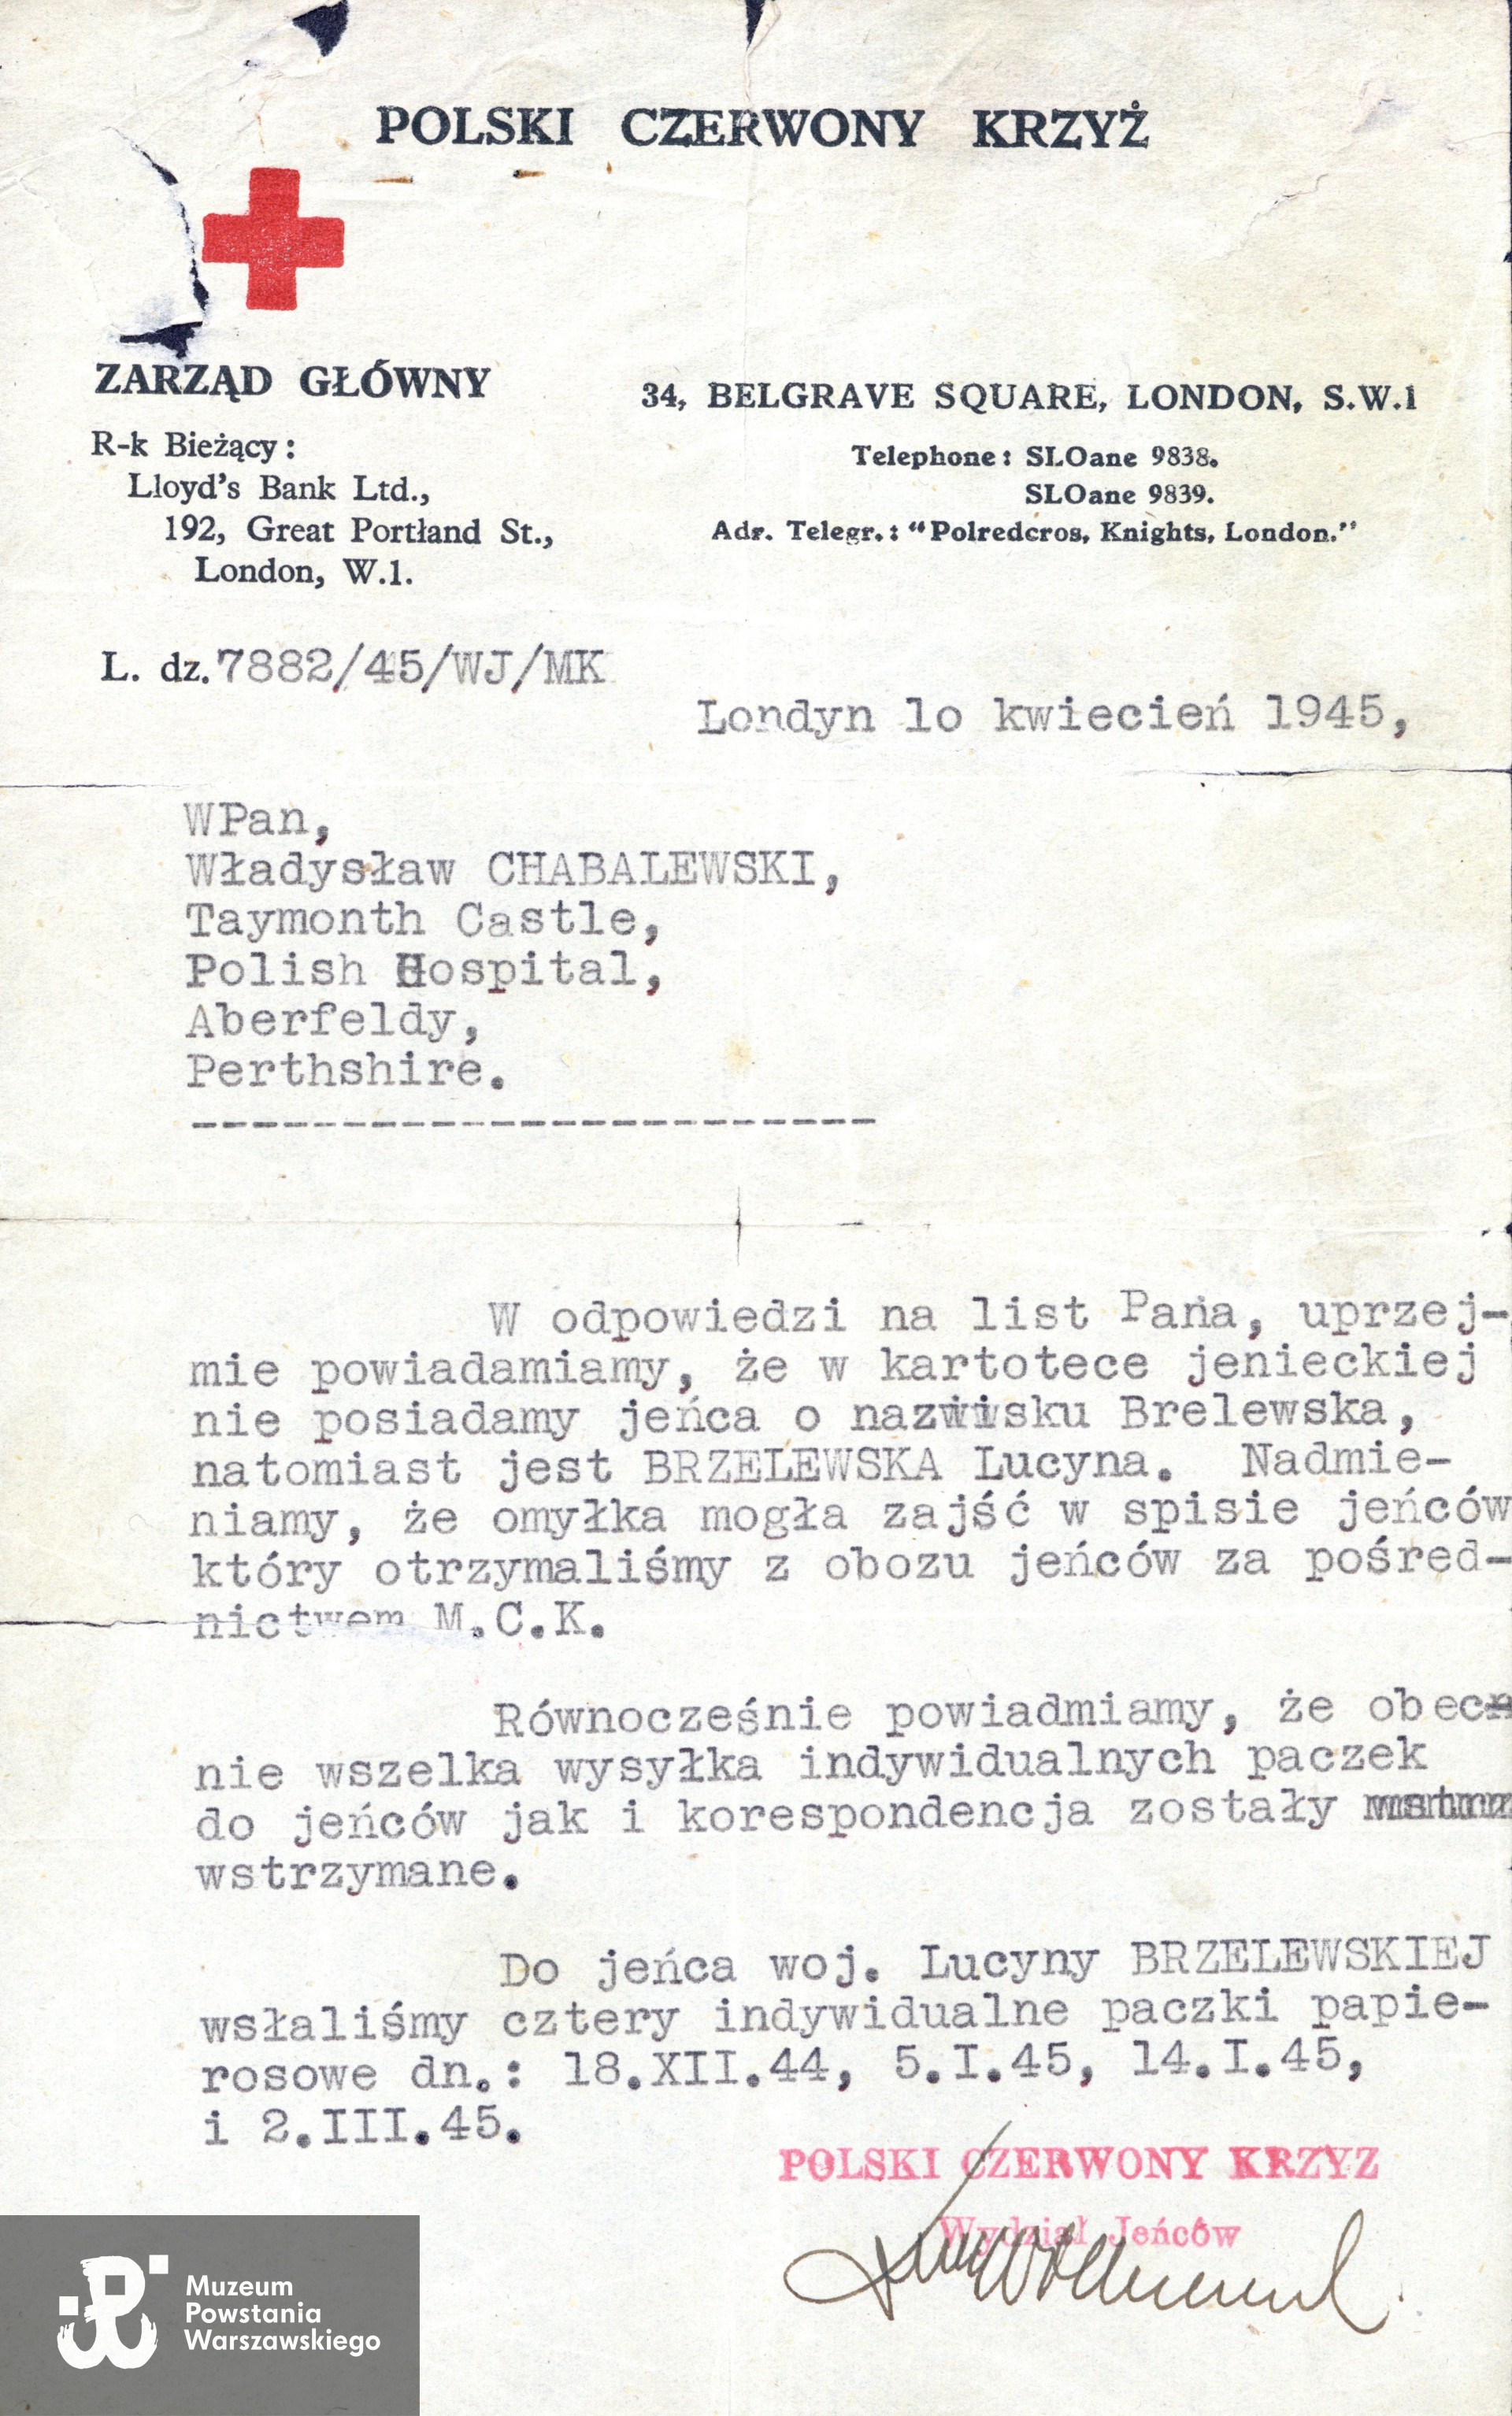 POLSKI CZERWONY KRZYŻ
ZARZĄD GŁÓWNY
R-k Bieżący:
Lloyd's Bank Ltd.,
192, Great Portłand St.,
London, W.1.
34, BELGRAVE SQUARE, LONDON, S.W.1
Telephone: SLOane 9838.
SLOane 9839.
Adr. Telegr.: "Polredcros, Knights, London."
L. dz. 7882/45/WJ/MK
Londyn lo kwiecień 1945,
WPan,
Władysław CHABALEWSKI,
Taymonth Castle,
Polish Hospital,
Aberfeldy,
Perthshire.
---------------------------
W odpowiedzi na list Pana, uprzej-
mie powiadamiamy, że w kartotece jenieckiej
nie posiadamy jeńca o nazwisku Brelewska,
natomiast jest BRZELEWSKA Lucyna. Nadmie-
niamy, że omyłka mogła zajść w spisie jeńców
który otrzymaliśmy z obozu jeńców za pośred-
nictwem M.C.K.
Równocześnie powiadmiamy, że obec-
nie wszelka wysyłka indywidualnych paczek
do jeńców jak i korespondencja zostały
wstrzymane.
Do jeńca woj. Lucyny BRZELEWSKIEJ
wsłaliśmy cztery indywidualne paczki papie-
rosowe dn.: 18.XII.44, 5.I.45, 14.I.45,
i 2.III.45.
POLSKI CZERWONY KRZYZ
Wydział Jeńców
Muzeum
Powstania
Warszawskiego